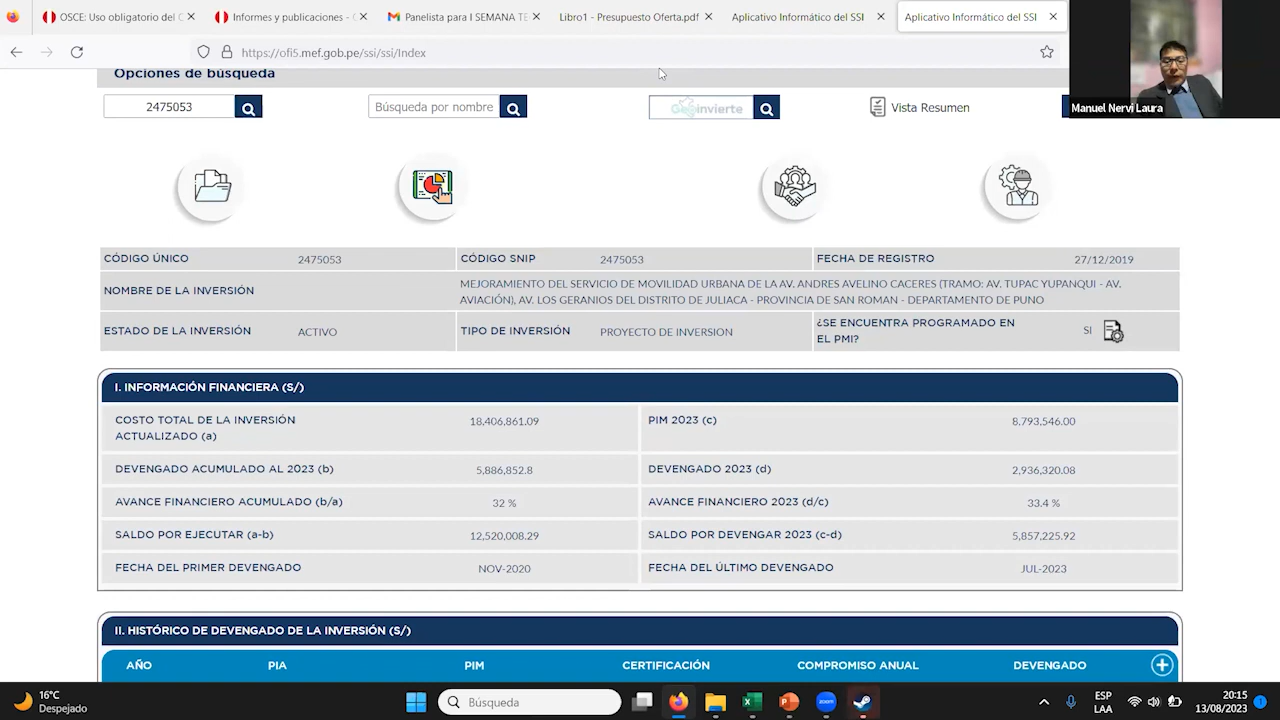 OSCE: Uso obligatorio del C
Informes y publicaciones - C
Panelista para I SEMANA TE
Libro1 - Presupuesto Oferta.pdf
Aplicativo Informático del SSI
Aplicativo Informático del SSI
https://ofi5.mef.gob.pe/ssi/ssi/Index
Manuel Nervi Laura
Opciones de búsqueda
2475053
Búsqueda por nombre
Geoinvierte
Vista Resumen
CÓDIGO ÚNICO 2475053 CÓDIGO SNIP 2475053 FECHA DE REGISTRO 27/12/2019
NOMBRE DE LA INVERSIÓN
MEJORAMIENTO DEL SERVICIO DE MOVILIDAD URBANA DE LA AV. ANDRES AVELINO CACERES (TRAMO: AV. TUPAC YUPANQUI - AV.
AVIACIÓN), AV. LOS GERANIOS DEL DISTRITO DE JULIACA - PROVINCIA DE SAN ROMAN - DEPARTAMENTO DE PUNO
ESTADO DE LA INVERSIÓN ACTIVO TIPO DE INVERSIÓN PROYECTO DE INVERSION
¿SE ENCUENTRA PROGRAMADO EN
EL PMI?
SI
I. INFORMACIÓN FINANCIERA (S/)
COSTO TOTAL DE LA INVERSIÓN
ACTUALIZADO (a)
18,406,861.09
PIM 2023 (c) 8,793,546.00
DEVENGADO ACUMULADO AL 2023 (b) 5,886,852.8 DEVENGADO 2023 (d) 2,936,320.08
AVANCE FINANCIERO ACUMULADO (b/a) 32 % AVANCE FINANCIERO 2023 (d/c) 33.4 %
SALDO POR EJECUTAR (a-b) 12,520,008.29 SALDO POR DEVENGAR 2023 (c-d) 5,857,225.92
FECHA DEL PRIMER DEVENGADO NOV-2020 FECHA DEL ÚLTIMO DEVENGADO JUL-2023
II. HISTÓRICO DE DEVENGADO DE LA INVERSIÓN (S/)
AÑO PIA PIM CERTIFICACIÓN COMPROMISO ANUAL DEVENGADO
16°C
Despejado
Búsqueda
zoom
ESP
LAA
20:15
13/08/2023